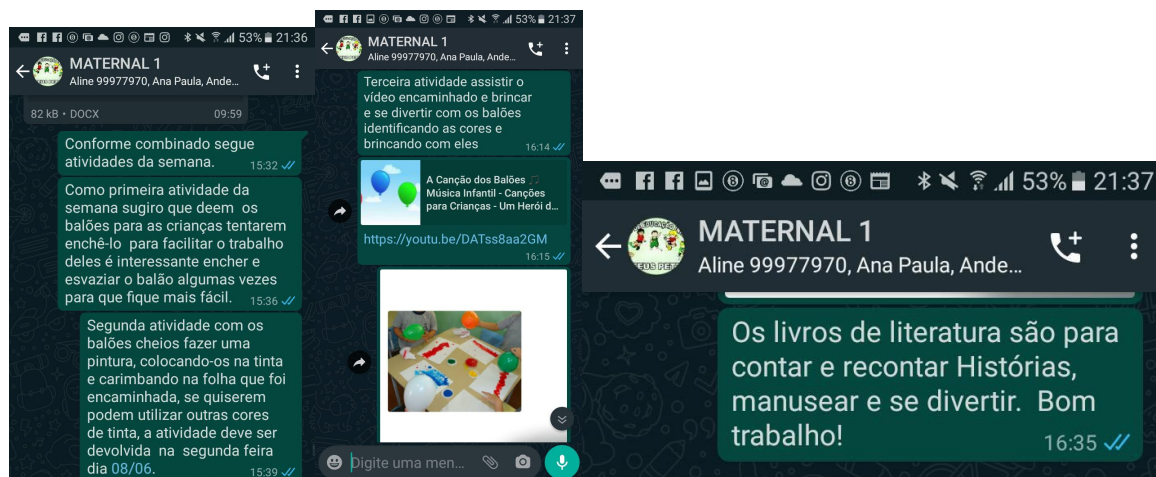 53% 21:36
MATERNAL 1
Aline 99977970, Ana Paula, Ande...
82 kB • DOCX 09:59
Conforme combinado segue
atividades da semana. 15:32
Como primeira atividade da
semana sugiro que deem os
balões para as crianças tentarem
enchê-lo para facilitar o trabalho
deles é interessante encher e
esvaziar o balão algumas vezes
para que fique mais fácil. 15:36
Segunda atividade com os
balões cheios fazer uma
pintura, colocando-os na tinta
e carimbando na folha que foi
encaminhada, se quiserem
podem utilizar outras cores
de tinta, a atividade deve ser
devolvida na segunda feira
dia 08/06. 15:39
53% 21:37
MATERNAL 1
Aline 99977970, Ana Paula, Ande...
Terceira atividade assistir o
vídeo encaminhado e brincar
e se divertir com os balões
identificando as cores e
brincando com eles 16:14
A Canção dos Balões 🎵
Música Infantil - Canções
para Crianças - Um Herói d...
https://youtu.be/DATss8aa2GM
16:15
Digite uma men...
53% 21:37
MATERNAL 1
Aline 99977970, Ana Paula, Ande...
Os livros de literatura são para
contar e recontar Histórias,
manusear e se divertir. Bom
trabalho! 16:35